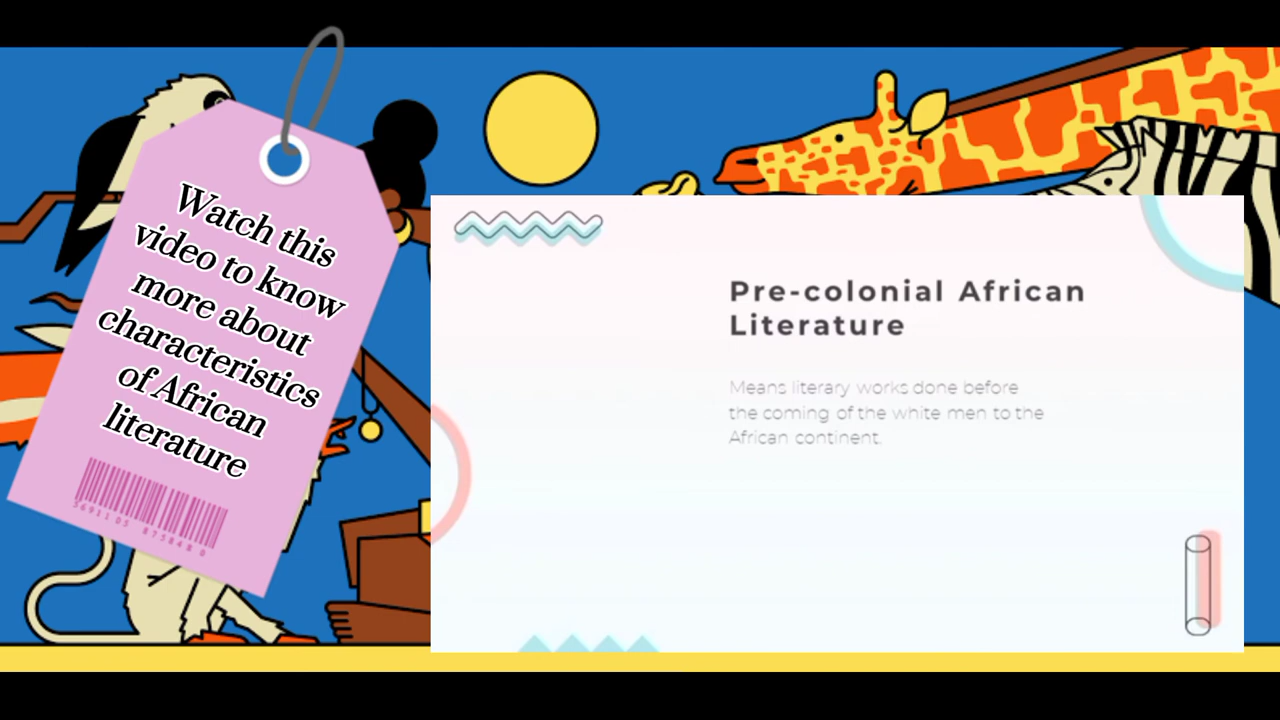 Watch this
video to know
more about
characteristics
of African
literature
Pre-colonial African
Literature
Means literary works done before
the coming of the white men to the
African continent.